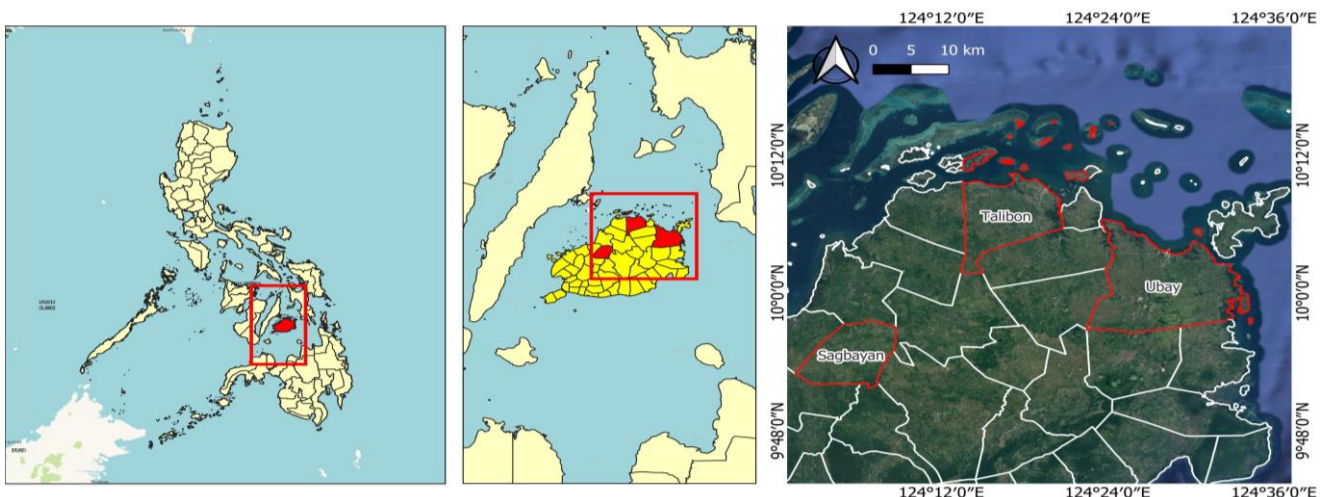 124°12′0″E 124°24′0″E 124°36′0″E
0 5 10 km
10°12′0″N
10°12′0″N
Talibon
Ubay
10°0′0″N
10°0′0″N
Sagbayan
SPRATLY
ISLANDS
9°48′0″N
9°48′0″N
BRUNEI
124°12′0″E 124°24′0″E 124°36′0″E